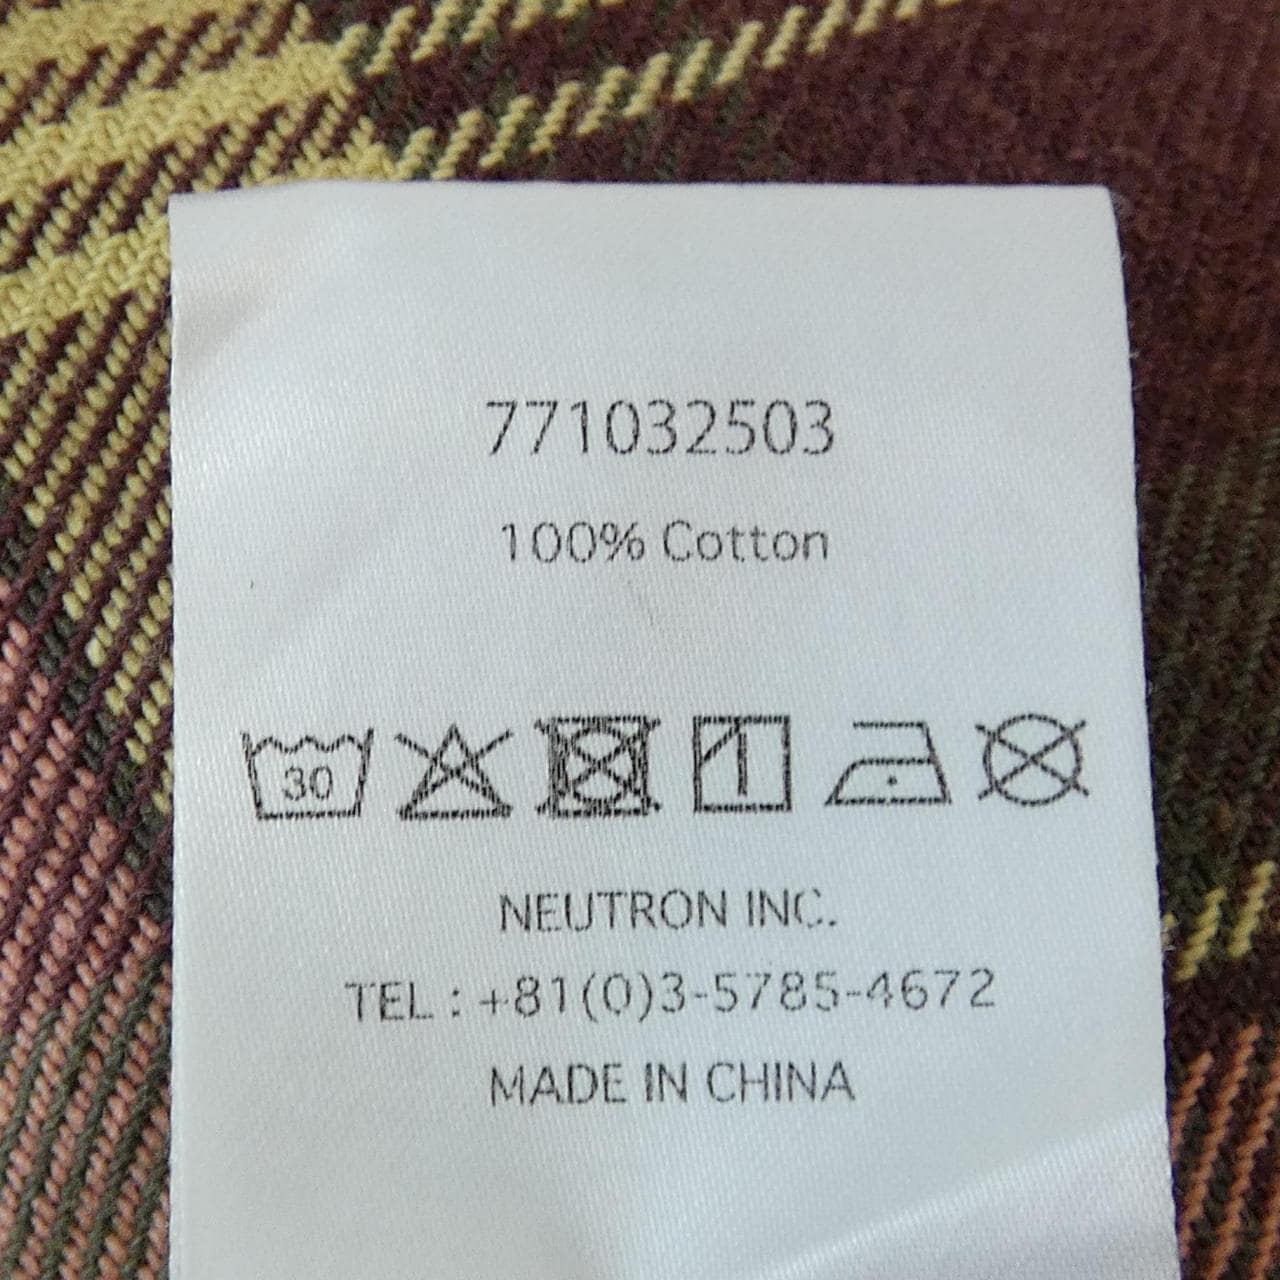 771032503
100% Cotton
30
NEUTRON INC.
TEL : +81(0)3-5785-4672
MADE IN CHINA